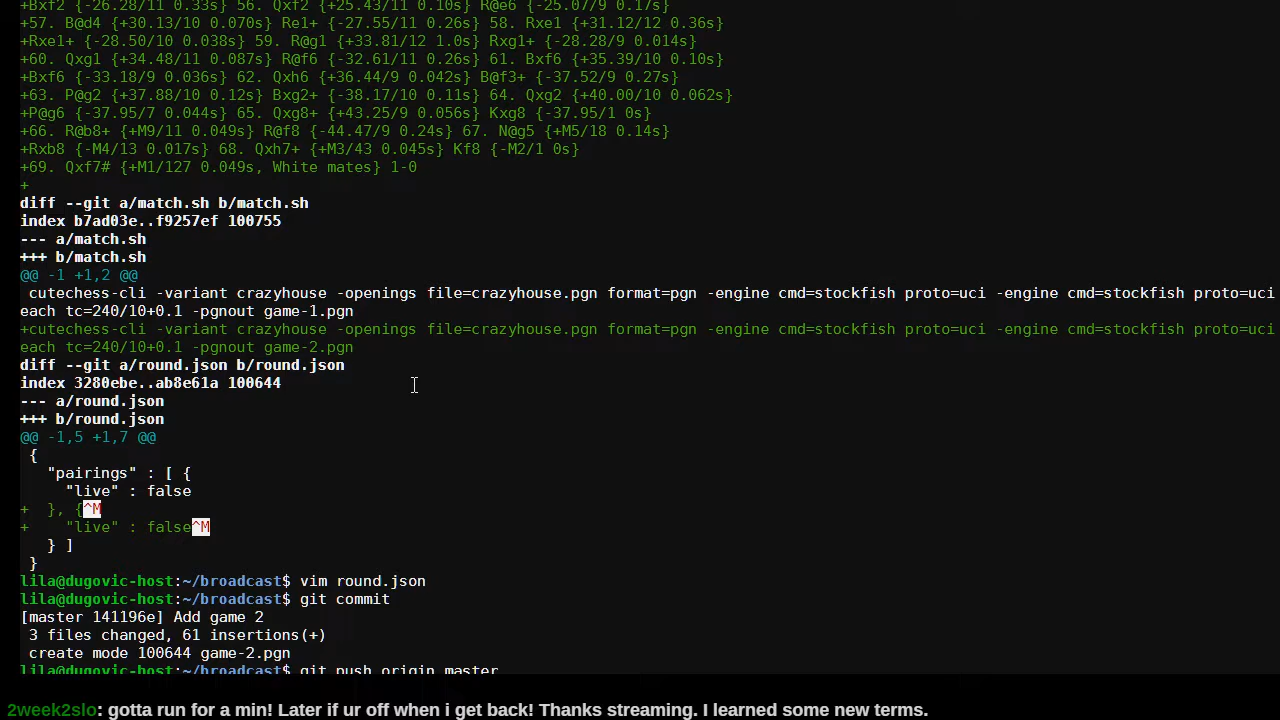 +Bxf2 {-26.28/11 0.33s} 56. Qxf2 {+25.43/11 0.10s} R@e6 {-25.07/9 0.17s}
+57. B@d4 {+30.13/10 0.070s} Re1+ {-27.55/11 0.26s} 58. Rxe1 {+31.12/12 0.36s}
+Rxe1+ {-28.50/10 0.038s} 59. R@g1 {+33.81/12 1.0s} Rxg1+ {-28.28/9 0.014s}
+60. Qxg1 {+34.48/11 0.087s} R@f6 {-32.61/11 0.26s} 61. Bxf6 {+35.39/10 0.10s}
+Bxf6 {-33.18/9 0.036s} 62. Qxh6 {+36.44/9 0.042s} B@f3+ {-37.52/9 0.27s}
+63. P@g2 {+37.88/10 0.12s} Bxg2+ {-38.17/10 0.11s} 64. Qxg2 {+40.00/10 0.062s}
+P@g6 {-37.95/7 0.044s} 65. Qxg8+ {+43.25/9 0.056s} Kxg8 {-37.95/1 0s}
+66. R@b8+ {+M9/11 0.049s} R@f8 {-44.47/9 0.24s} 67. N@g5 {+M5/18 0.14s}
+Rxb8 {-M4/13 0.017s} 68. Qxh7+ {+M3/43 0.045s} Kf8 {-M2/1 0s}
+69. Qxf7# {+M1/127 0.049s, White mates} 1-0
+
diff --git a/match.sh b/match.sh
index b7ad03e..f9257ef 100755
--- a/match.sh
+++ b/match.sh
@@ -1 +1,2 @@
cutechess-cli -variant crazyhouse -openings file=crazyhouse.pgn format=pgn -engine cmd=stockfish proto=uci -engine cmd=stockfish proto=uci
each tc=240/10+0.1 -pgnout game-1.pgn
+cutechess-cli -variant crazyhouse -openings file=crazyhouse.pgn format=pgn -engine cmd=stockfish proto=uci -engine cmd=stockfish proto=uci
each tc=240/10+0.1 -pgnout game-2.pgn
diff --git a/round.json b/round.json
index 3280ebe..ab8e61a 100644
--- a/round.json
+++ b/round.json
@@ -1,5 +1,7 @@
{
"pairings" : [ {
"live" : false
+ }, {^M
+ "live" : false^M
} ]
}
lila@dugovic-host:~/broadcast$ vim round.json
lila@dugovic-host:~/broadcast$ git commit
[master 141196e] Add game 2
3 files changed, 61 insertions(+)
create mode 100644 game-2.pgn
lila@dugovic-host:~/broadcast$ git push origin master
2week2slo: gotta run for a min! Later if ur off when i get back! Thanks streaming. I learned some new terms.